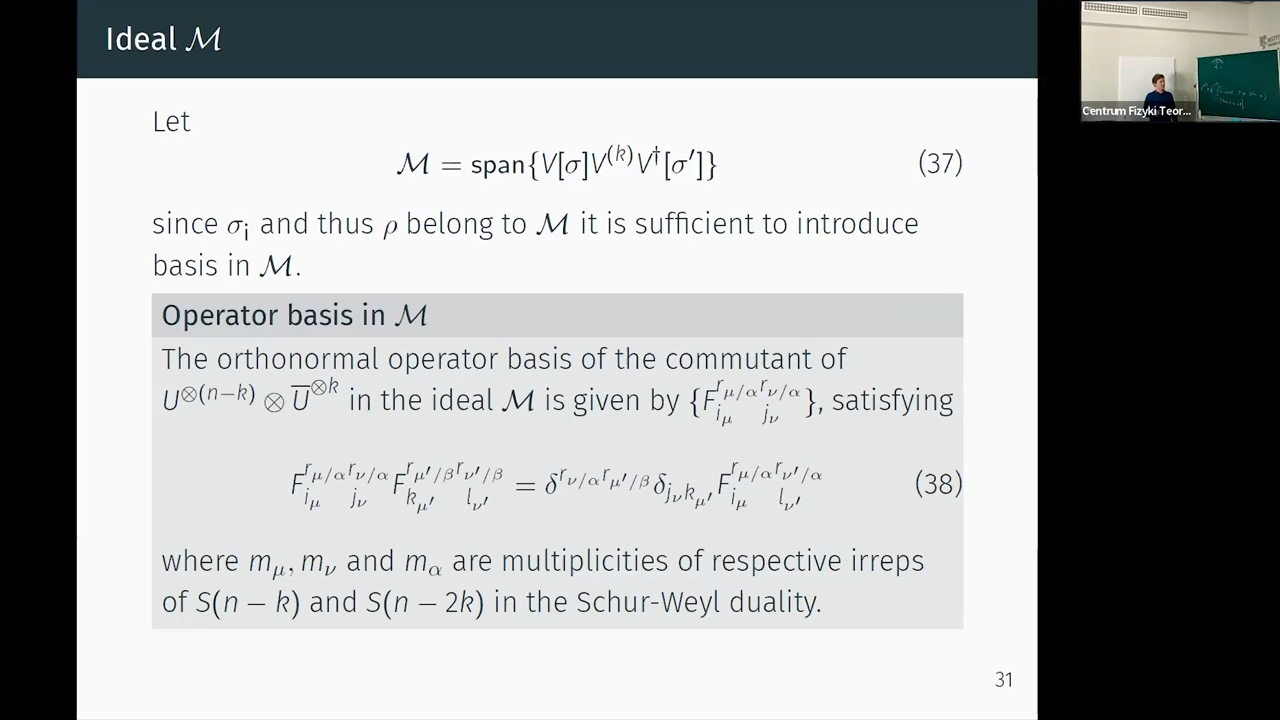 Ideal ℳ
Let
ℳ = span{V[σ]V^(k)V^†[σ′]} (37)
since σ_i and thus ρ belong to ℳ it is sufficient to introduce
basis in ℳ.
Operator basis in ℳ
The orthonormal operator basis of the commutant of
U^{⊗(n−k)} ⊗ U̅^{⊗k} in the ideal ℳ is given by {F^{r_{μ/α} r_{ν/α}}_{i_μ j_ν}}, satisfying
F^{r_{μ/α} r_{ν/α}}_{i_μ j_ν} F^{r_{μ′/β} r_{ν′/β}}_{k_{μ′} l_{ν′}} = δ^{r_{ν/α} r_{μ′/β}} δ_{j_ν k_{μ′}} F^{r_{μ/α} r_{ν′/α}}_{i_μ l_{ν′}} (38)
where m_μ, m_ν and m_α are multiplicities of respective irreps
of S(n − k) and S(n − 2k) in the Schur-Weyl duality.
31
Centrum Fizyki Teor...